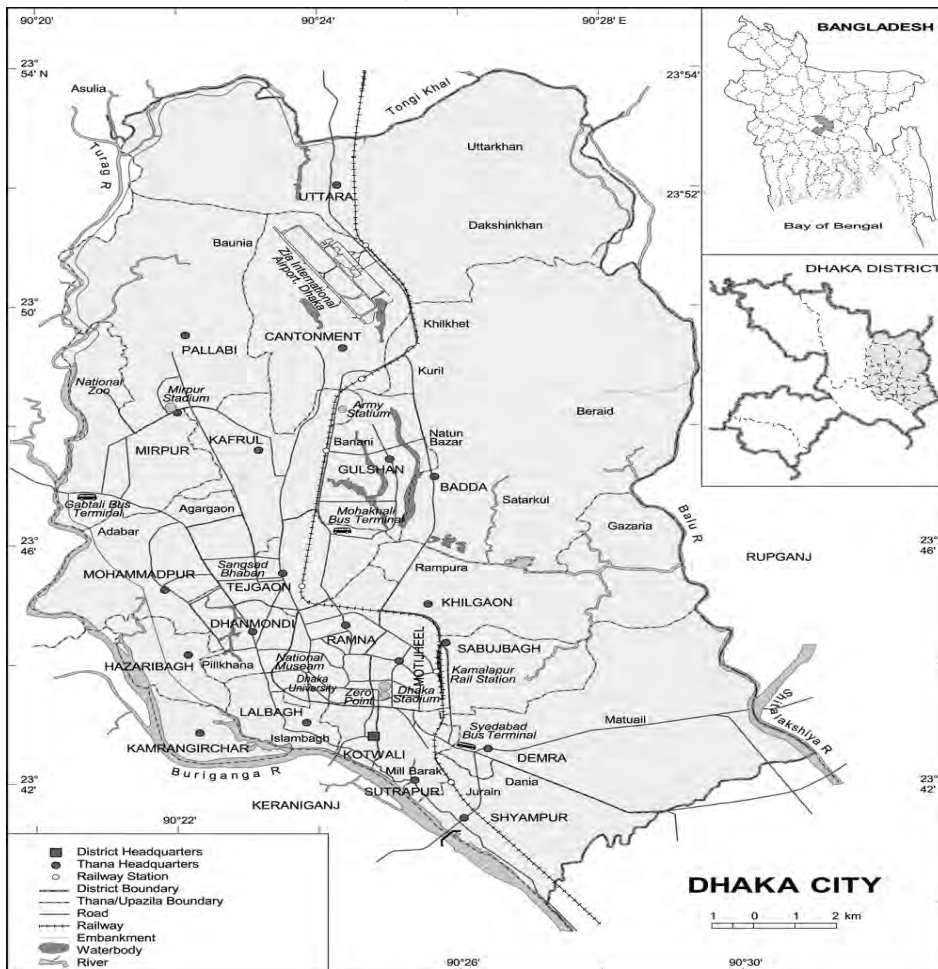 90°20'
90°24'
90°28' E
23°
54' N
23°54'
BANGLADESH
Bay of Bengal
Asulia
Tongi Khal
Turag R
Uttarkhan
UTTARA
23°52'
Dakshinkhan
Baunia
Zia International
Airport, Dhaka
DHAKA DISTRICT
23°
50'
Khilkhet
CANTONMENT
PALLABI
Kuril
National
Zoo
Mirpur
Stadium
Army
Statium
Beraid
KAFRUL
Banani
Natun
Bazar
MIRPUR
GULSHAN
BADDA
Satarkul
Gabtali Bus
Terminal
Agargaon
Mohakhali
Bus Terminal
Gazaria
Balu R
Adabar
23°
46'
23°
46'
RUPGANJ
Sangsad
Bhaban
Rampura
MOHAMMADPUR
TEJGAON
KHILGAON
DHANMONDI
RAMNA
MOTIJHEEL
SABUJBAGH
HAZARIBAGH
Pillkhana
National
Museam
Kamalapur
Rail Station
Dhaka
University
Zero
Point
Dhaka
Stadium
Shitalakshiya R
LALBAGH
Syedabad
Bus Terminal
Matuail
Islambagh
KAMRANGIRCHAR
KOTWALI
DEMRA
Buriganga R
Mill Barak
Dania
23°
42'
23°
42'
SUTRAPUR
Jurain
KERANIGANJ
SHYAMPUR
90°22'
District Headquarters
Thana Headquarters
Railway Station
District Boundary
Thana/Upazila Boundary
Road
Railway
Embankment
Waterbody
River
DHAKA CITY
1 0 1 2 km
90°26'
90°30'